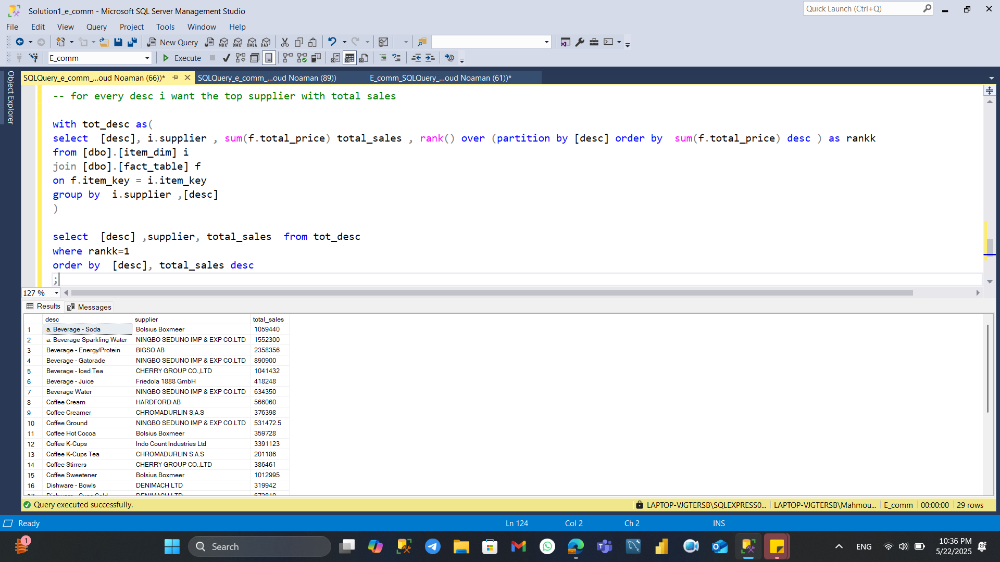 Solution1_e_comm - Microsoft SQL Server Management Studio
Quick Launch (Ctrl+Q)
File Edit View Query Project Tools Window Help
New Query MDX DMX XMLA DAX
E_comm Execute
Object Explorer
SQLQuery_e_comm_...oud Noaman (66))* SQLQuery_e_comm_...oud Noaman (89)) E_comm_SQLQuery_...oud Noaman (61))*
-- for every desc i want the top supplier with total sales
with tot_desc as(
select  [desc], i.supplier , sum(f.total_price) total_sales , rank() over (partition by [desc] order by  sum(f.total_price) desc ) as rankk
from [dbo].[item_dim] i
join [dbo].[fact_table] f
on f.item_key = i.item_key
group by  i.supplier ,[desc]
)
select  [desc] ,supplier, total_sales  from tot_desc
where rankk=1
order by  [desc], total_sales desc
;
127 %
Results Messages
desc supplier total_sales
1 a. Beverage - Soda Bolsius Boxmeer 1059440
2 a. Beverage Sparkling Water NINGBO SEDUNO IMP & EXP CO.LTD 1552300
3 Beverage - Energy/Protein BIGSO AB 2358356
4 Beverage - Gatorade NINGBO SEDUNO IMP & EXP CO.LTD 890900
5 Beverage - Iced Tea CHERRY GROUP CO.,LTD 1041432
6 Beverage - Juice Friedola 1888 GmbH 418248
7 Beverage Water NINGBO SEDUNO IMP & EXP CO.LTD 634350
8 Coffee Cream HARDFORD AB 566060
9 Coffee Creamer CHROMADURLIN S.A.S 376398
10 Coffee Ground NINGBO SEDUNO IMP & EXP CO.LTD 531472.5
11 Coffee Hot Cocoa Bolsius Boxmeer 359728
12 Coffee K-Cups Indo Count Industries Ltd 3391123
13 Coffee K-Cups Tea CHROMADURLIN S.A.S 201186
14 Coffee Stirrers CHERRY GROUP CO.,LTD 386461
15 Coffee Sweetener Bolsius Boxmeer 1012995
16 Dishware - Bowls DENIMACH LTD 319942
17 Dishware - Cups Cold DENIMACH LTD
Query executed successfully. LAPTOP-VJGTERSB\SQLEXPRESS0... LAPTOP-VJGTERSB\Mahmou... E_comm 00:00:00 29 rows
Ready Ln 124 Col 2 Ch 2 INS
1 Search ENG 10:36 PM
5/22/2025